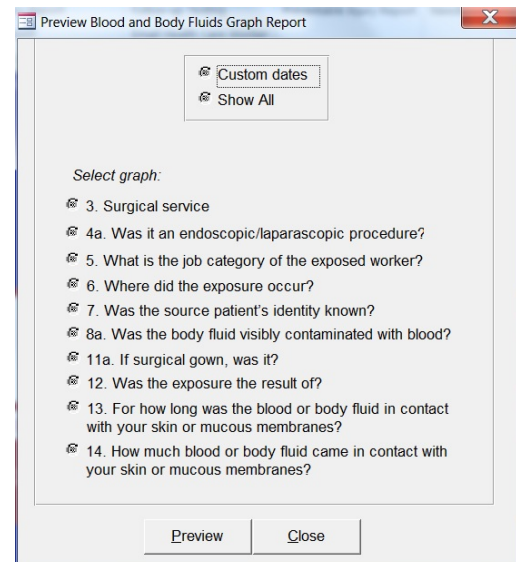 Preview Blood and Body Fluids Graph Report
Custom dates
Show All
Select graph:
3. Surgical service
4a. Was it an endoscopic/laparascopic procedure?
5. What is the job category of the exposed worker?
6. Where did the exposure occur?
7. Was the source patient's identity known?
8a. Was the body fluid visibly contaminated with blood?
11a. If surgical gown, was it?
12. Was the exposure the result of?
13. For how long was the blood or body fluid in contact
with your skin or mucous membranes?
14. How much blood or body fluid came in contact with
your skin or mucous membranes?
Preview Close